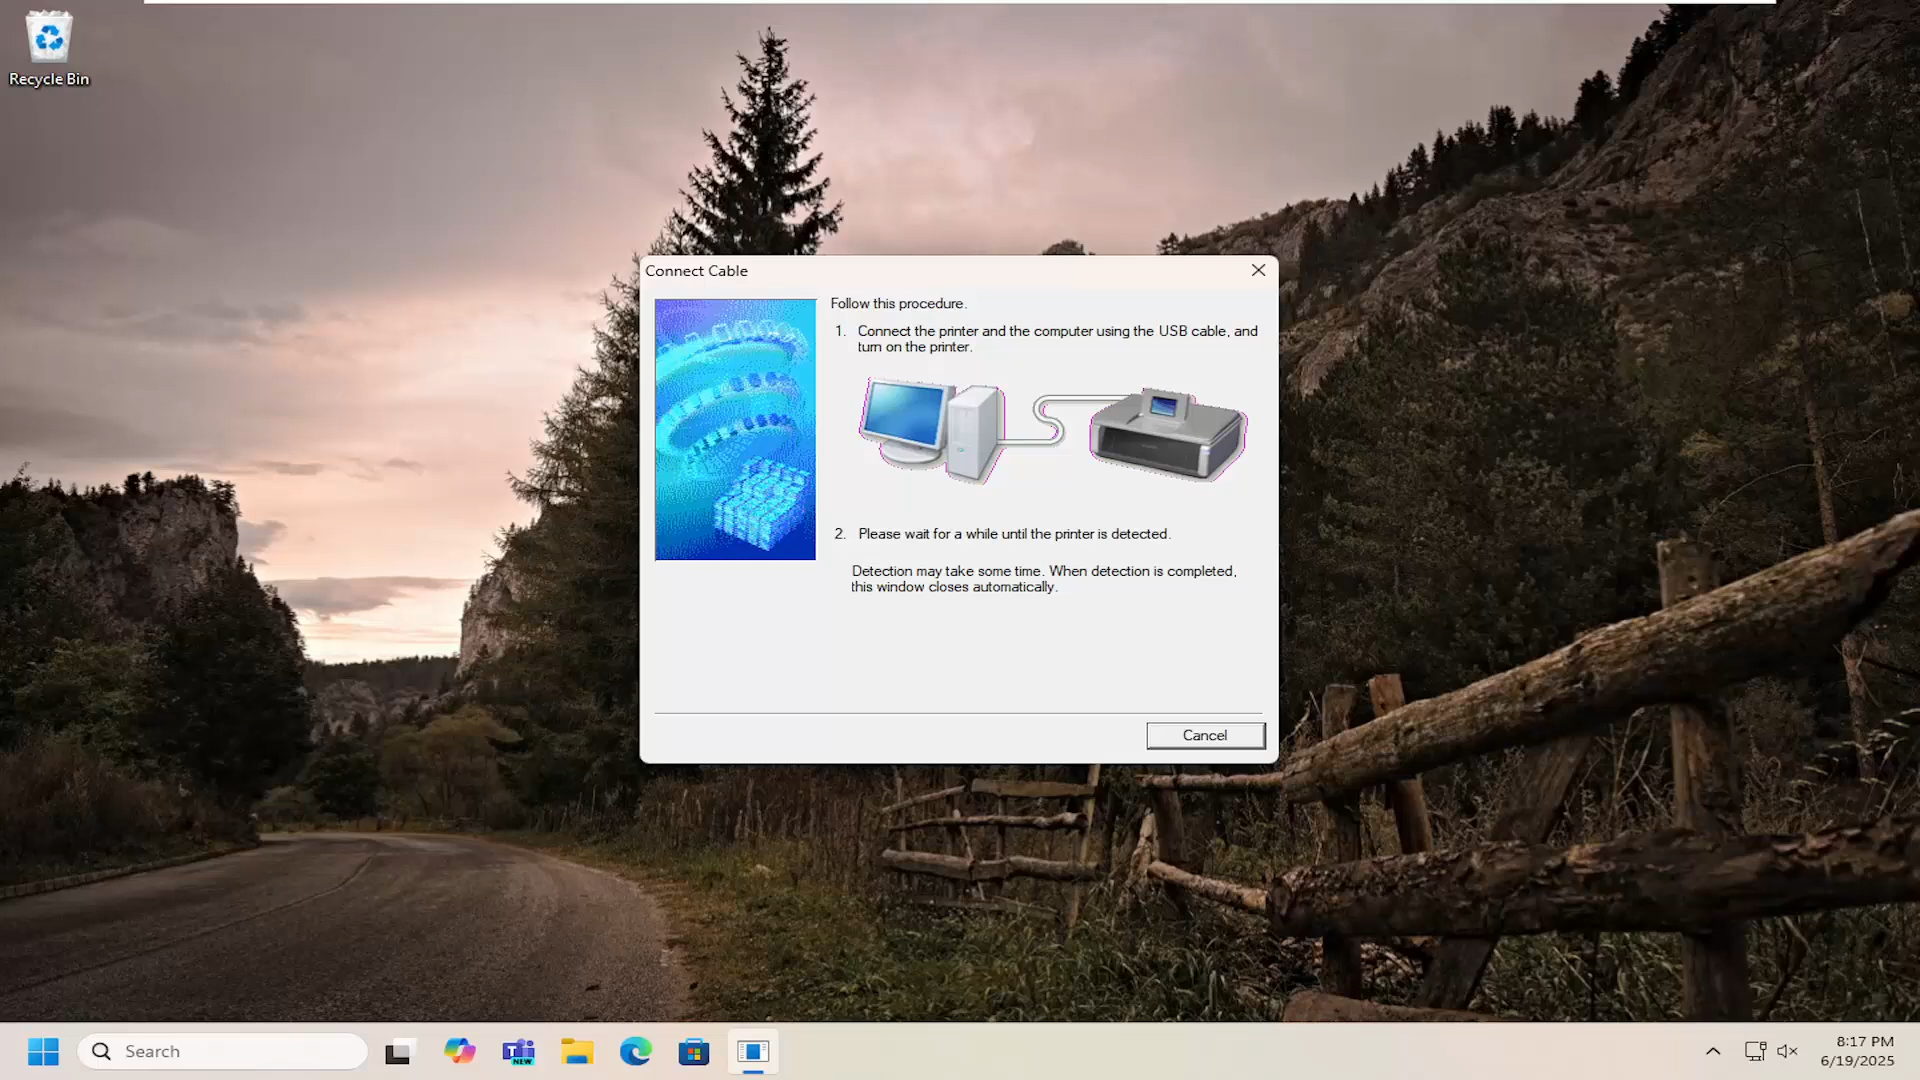 Recycle Bin
Connect Cable
Follow this procedure.
1. Connect the printer and the computer using the USB cable, and
turn on the printer.
2. Please wait for a while until the printer is detected.
Detection may take some time. When detection is completed,
this window closes automatically.
Cancel
Search
NEW
8:17 PM
6/19/2025